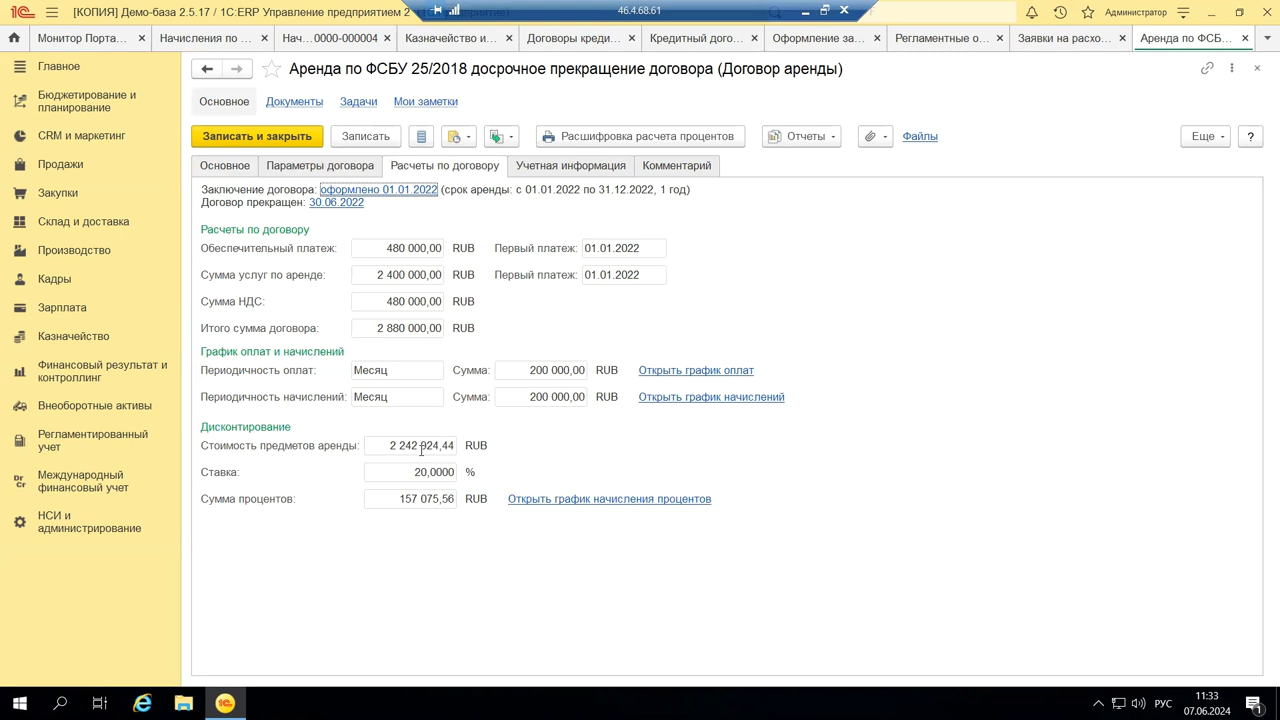 [КОПИЯ] Демо-база 2.5.17 / 1С:ERP Управление предприятием 2
46.4.68.61
Администратор
Монитор Порта...
Начисления по ...
Нач...0000-000004
Казначейство и...
Договоры креди...
Кредитный дого...
Оформление за...
Регламентные о...
Заявки на расхо...
Аренда по ФСБ...
Главное
Бюджетирование и планирование
CRM и маркетинг
Продажи
Закупки
Склад и доставка
Производство
Кадры
Зарплата
Казначейство
Финансовый результат и контроллинг
Внеоборотные активы
Регламентированный учет
Международный финансовый учет
НСИ и администрирование
Аренда по ФСБУ 25/2018 досрочное прекращение договора (Договор аренды)
Основное Документы Задачи Мои заметки
Записать и закрыть Записать Расшифровка расчета процентов Отчеты Файлы Еще ?
Основное Параметры договора Расчеты по договору Учетная информация Комментарий
Заключение договора: оформлено 01.01.2022 (срок аренды: с 01.01.2022 по 31.12.2022, 1 год)
Договор прекращен: 30.06.2022
Расчеты по договору
Обеспечительный платеж: 480 000,00 RUB Первый платеж: 01.01.2022
Сумма услуг по аренде: 2 400 000,00 RUB Первый платеж: 01.01.2022
Сумма НДС: 480 000,00 RUB
Итого сумма договора: 2 880 000,00 RUB
График оплат и начислений
Периодичность оплат: Месяц Сумма: 200 000,00 RUB Открыть график оплат
Периодичность начислений: Месяц Сумма: 200 000,00 RUB Открыть график начислений
Дисконтирование
Стоимость предметов аренды: 2 242 924,44 RUB
Ставка: 20,0000 %
Сумма процентов: 157 075,56 RUB Открыть график начисления процентов
РУС
11:33
07.06.2024
1